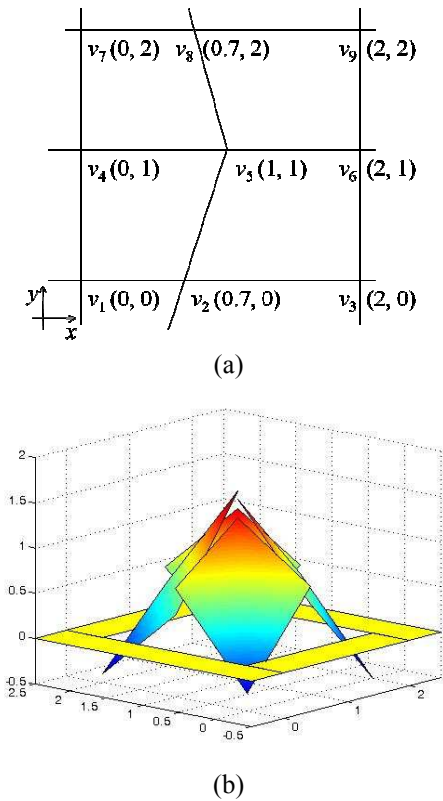 v7 (0, 2) v8 (0.7, 2) v9 (2, 2)
v4 (0, 1) v5 (1, 1) v6 (2, 1)
y
v1 (0, 0) v2 (0.7, 0) v3 (2, 0)
x
(a)
2
1.5
1
0.5
0
-0.5
2.5
2
1.5
1
0.5
0
-0.5
0
1
2
(b)